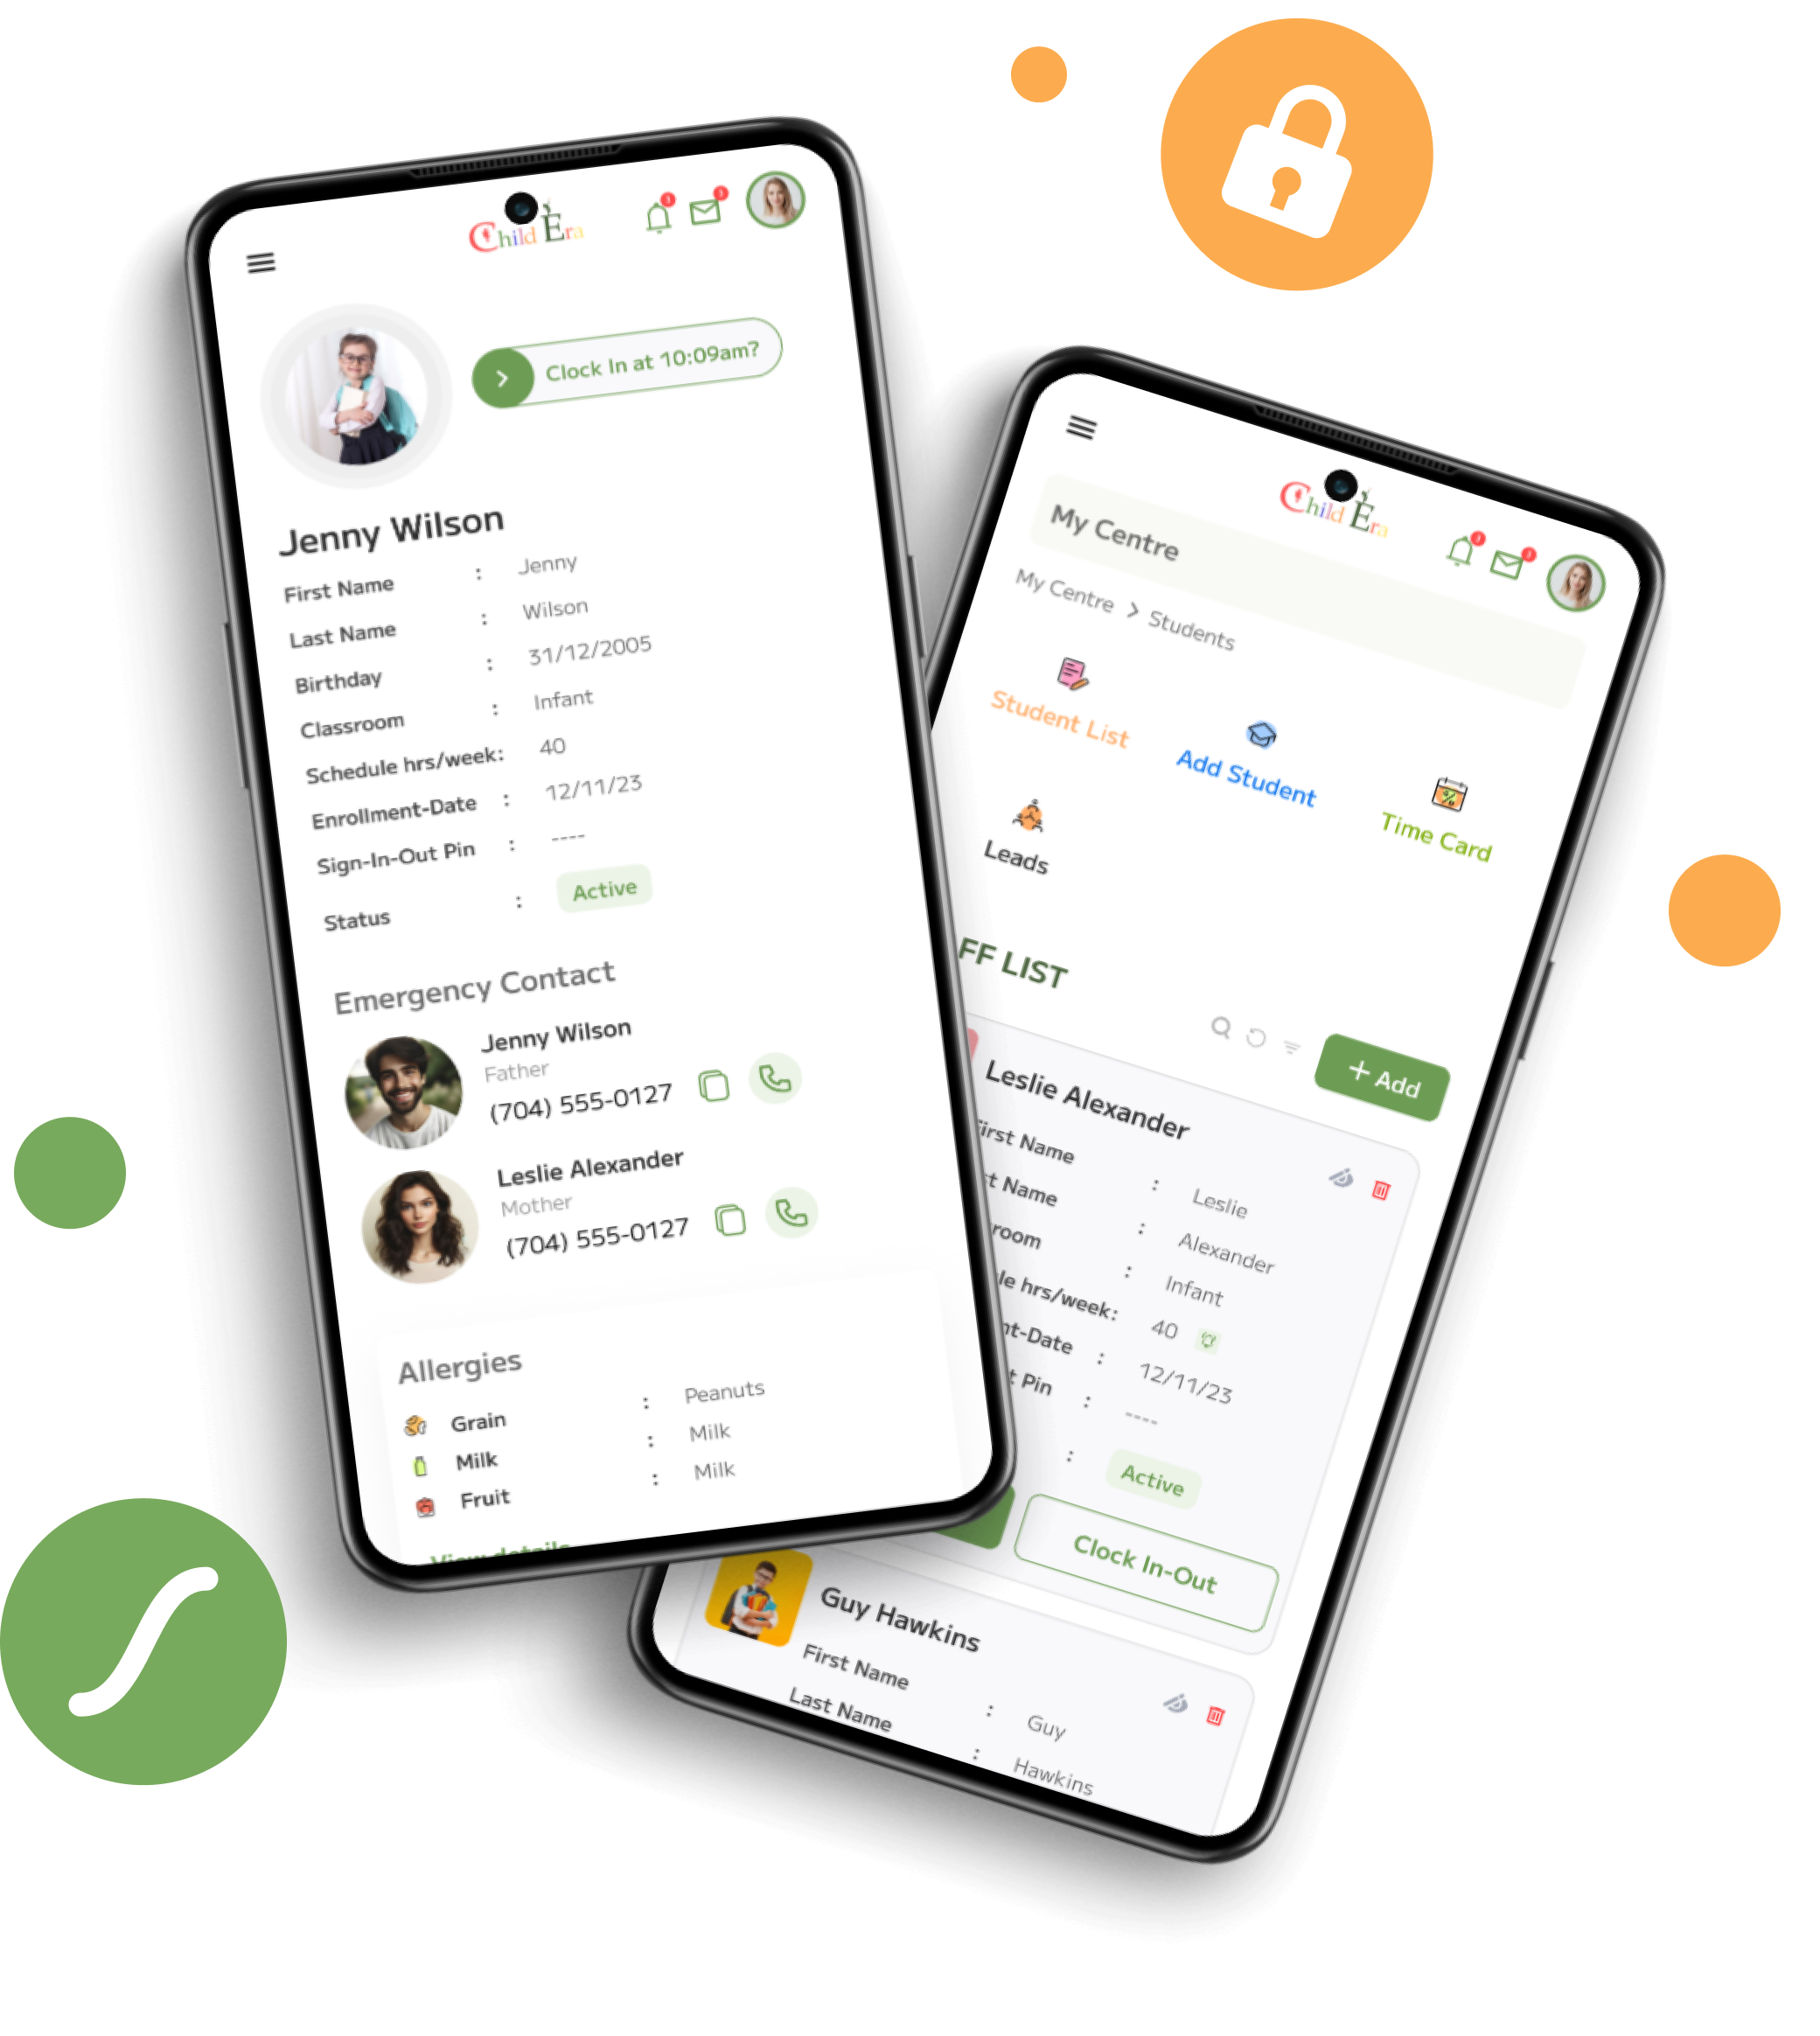 Child Era
Clock In at 10:09am?
Jenny Wilson
First Name : Jenny
Last Name : Wilson
Birthday : 31/12/2005
Classroom : Infant
Schedule hrs/week: 40
Enrollment-Date : 12/11/23
Sign-In-Out Pin : ----
Status : Active
Emergency Contact
Jenny Wilson
Father
(704) 555-0127
Leslie Alexander
Mother
(704) 555-0127
Allergies
Grain : Peanuts
Milk : Milk
Fruit : Milk
View details
Child Era
My Centre
My Centre > Students
Student List
Add Student
Time Card
Leads
FF LIST
+ Add
Leslie Alexander
irst Name : Leslie
t Name : Alexander
room : Infant
le hrs/week: 40
nt-Date : 12/11/23
t Pin : ----
: Active
Clock In-Out
Guy Hawkins
First Name : Guy
Last Name : Hawkins